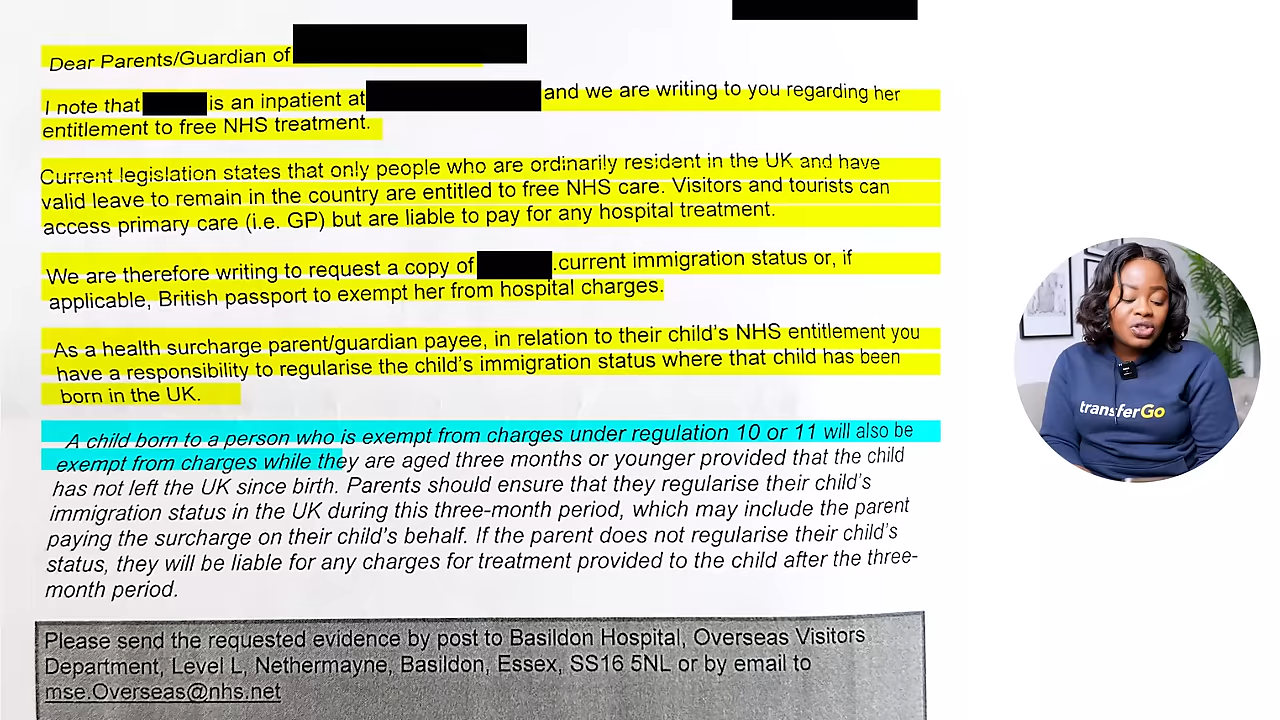 Dear Parents/Guardian of
I note that is an inpatient at and we are writing to you regarding her
entitlement to free NHS treatment.
Current legislation states that only people who are ordinarily resident in the UK and have
valid leave to remain in the country are entitled to free NHS care. Visitors and tourists can
access primary care (i.e. GP) but are liable to pay for any hospital treatment.
We are therefore writing to request a copy of .current immigration status or, if
applicable, British passport to exempt her from hospital charges.
As a health surcharge parent/guardian payee, in relation to their child's NHS entitlement you
have a responsibility to regularise the child's immigration status where that child has been
born in the UK.
A child born to a person who is exempt from charges under regulation 10 or 11 will also be
exempt from charges while they are aged three months or younger provided that the child
has not left the UK since birth. Parents should ensure that they regularise their child's
immigration status in the UK during this three-month period, which may include the parent
paying the surcharge on their child's behalf. If the parent does not regularise their child's
status, they will be liable for any charges for treatment provided to the child after the three-
month period.
Please send the requested evidence by post to Basildon Hospital, Overseas Visitors
Department, Level L, Nethermayne, Basildon, Essex, SS16 5NL or by email to
mse.Overseas@nhs.net
transferGo